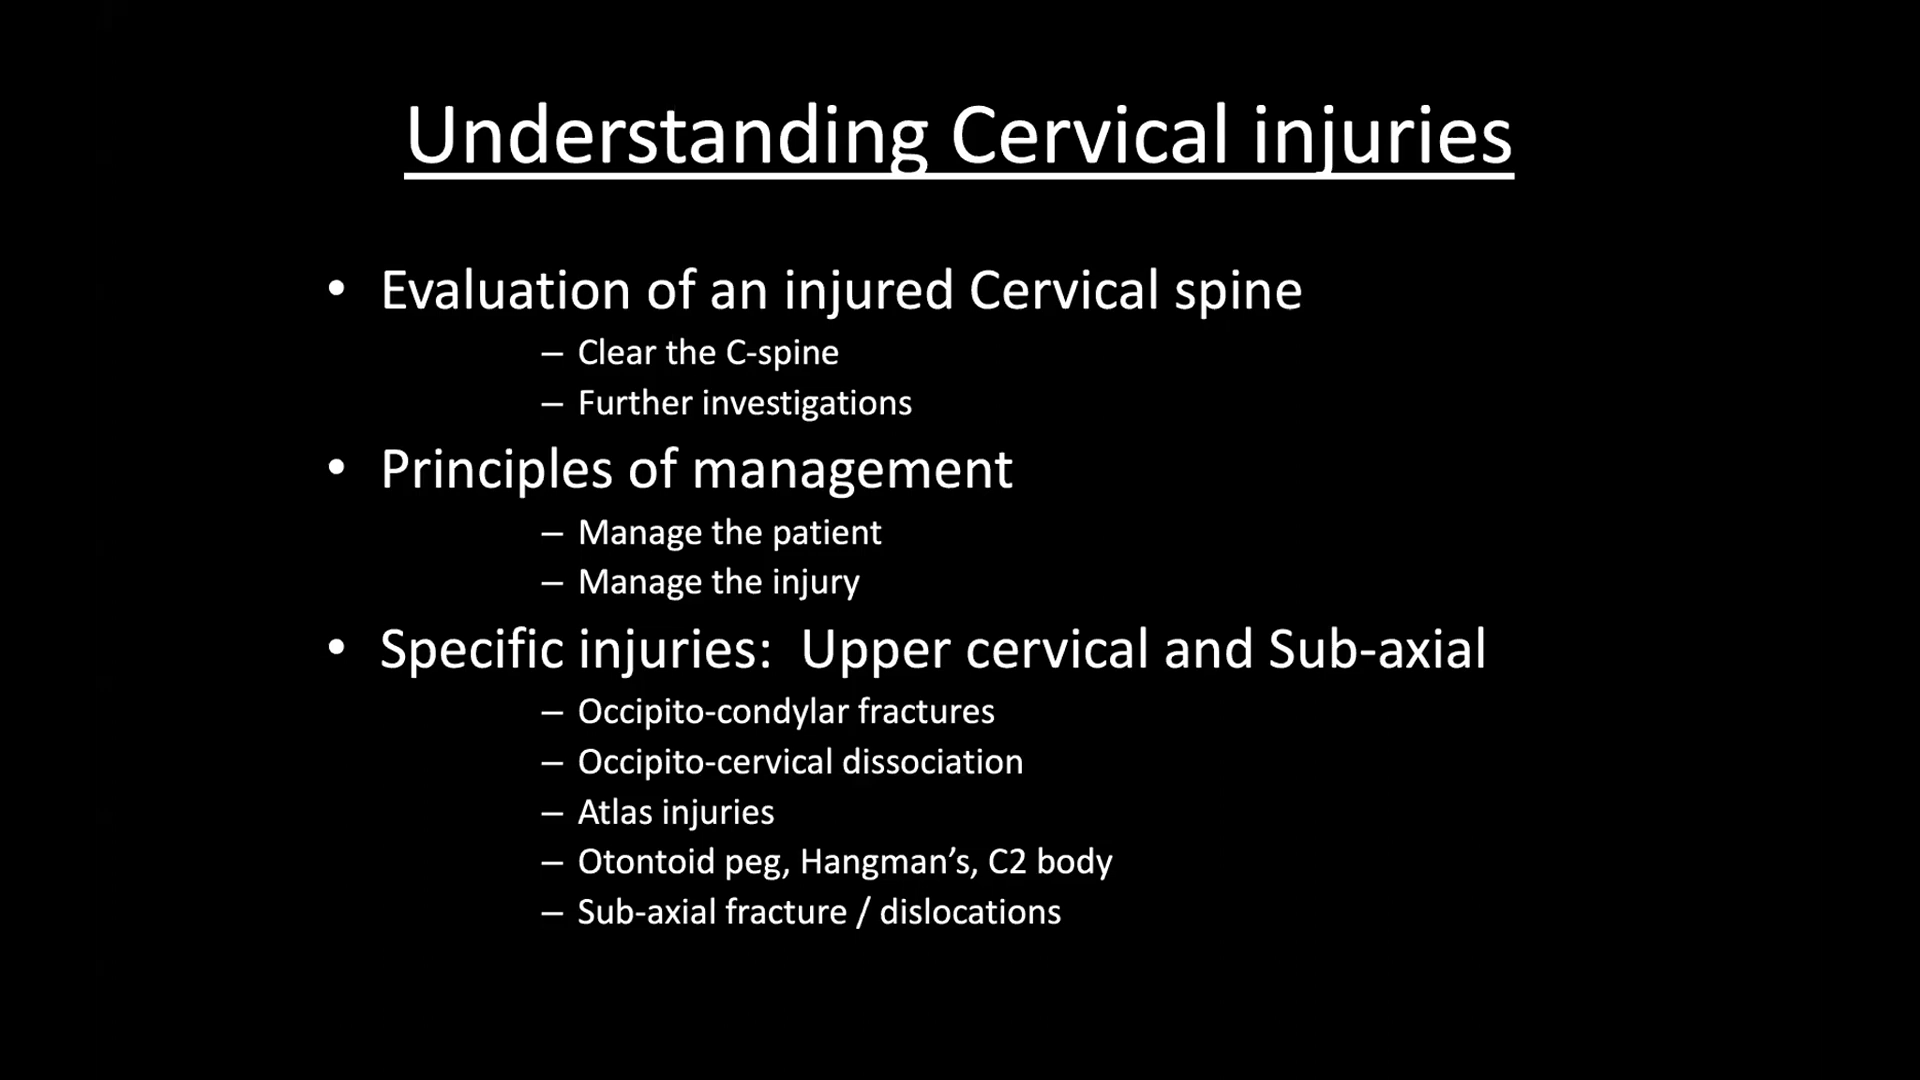 Understanding Cervical injuries
• Evaluation of an injured Cervical spine
– Clear the C-spine
– Further investigations
• Principles of management
– Manage the patient
– Manage the injury
• Specific injuries:  Upper cervical and Sub-axial
– Occipito-condylar fractures
– Occipito-cervical dissociation
– Atlas injuries
– Otontoid peg, Hangman’s, C2 body
– Sub-axial fracture / dislocations